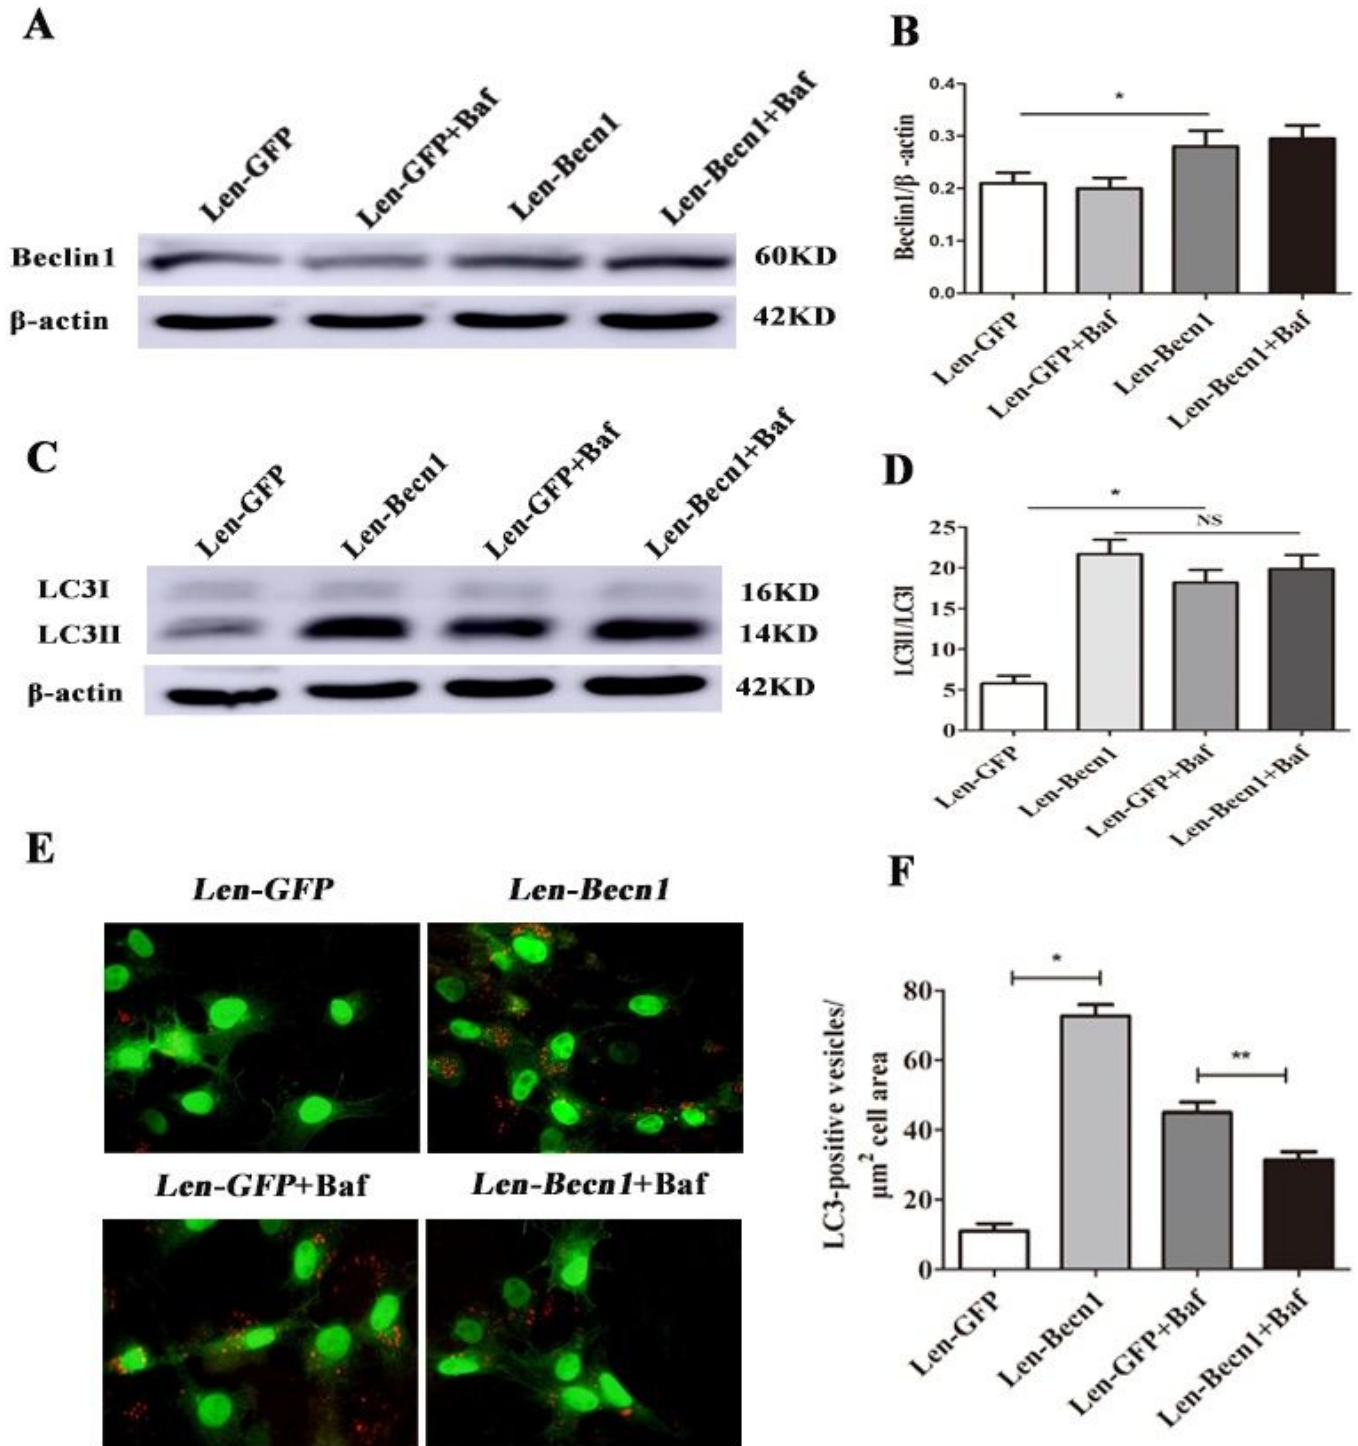 A
Len-GFP
Len-GFP+Baf
Len-Becn1
Len-Becn1+Baf
Beclin1
60KD
β-actin
42KD
B
*
Beclin1/β -actin
0.4
0.3
0.2
0.1
0.0
Len-GFP
Len-GFP+Baf
Len-Becn1
Len-Becn1+Baf
C
Len-GFP
Len-Becn1
Len-GFP+Baf
Len-Becn1+Baf
LC3I
16KD
LC3II
14KD
β-actin
42KD
D
*
NS
LC3II/LC3I
25
20
15
10
5
0
Len-GFP
Len-Becn1
Len-GFP+Baf
Len-Becn1+Baf
E
Len-GFP
Len-Becn1
Len-GFP+Baf
Len-Becn1+Baf
F
*
**
LC3-positive vesicles/
μm² cell area
80
60
40
20
0
Len-GFP
Len-Becn1
Len-GFP+Baf
Len-Becn1+Baf